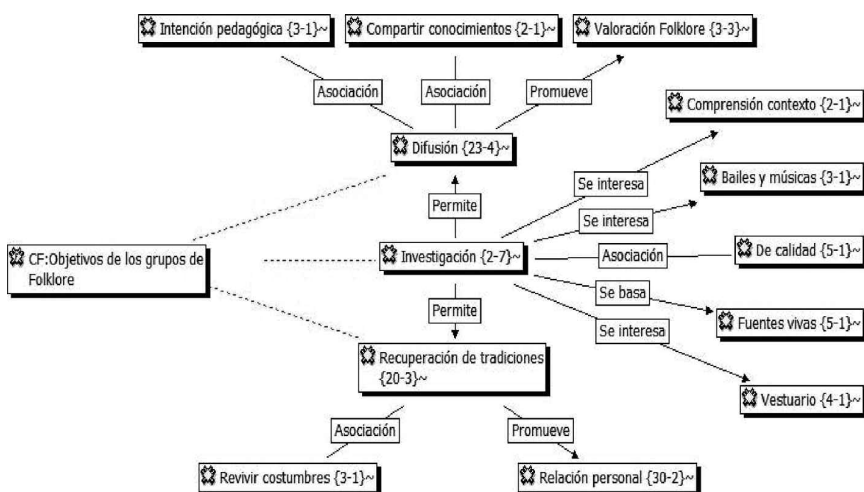 Intención pedagógica {3-1}~
Compartir conocimientos {2-1}~
Valoración Folklore {3-3}~
Asociación
Asociación
Promueve
Comprensión contexto {2-1}~
Difusión {23-4}~
Se interesa
Bailes y músicas {3-1}~
Permite
Se interesa
CF:Objetivos de los grupos de
Folklore
Investigación {2-7}~
Asociación
De calidad {5-1}~
Se basa
Permite
Fuentes vivas {5-1}~
Se interesa
Recuperación de tradiciones
{20-3}~
Vestuario {4-1}~
Asociación
Promueve
Revivir costumbres {3-1}~
Relación personal {30-2}~